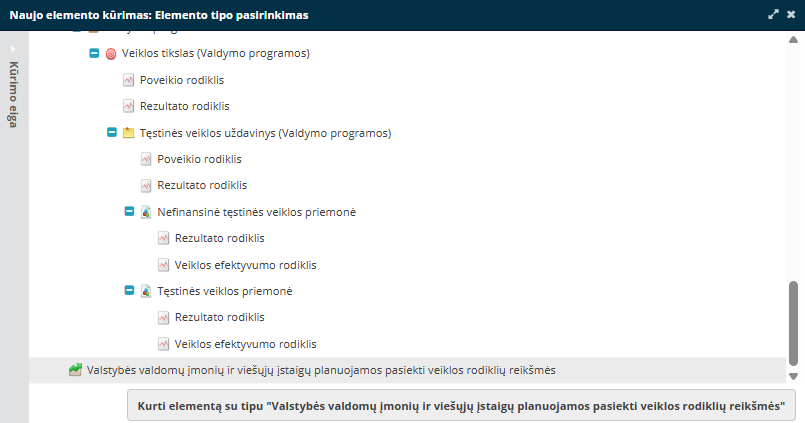 Naujo elemento kūrimas: Elemento tipo pasirinkimas
Kūrimo eiga
Veiklos tikslas (Valdymo programos)
Poveikio rodiklis
Rezultato rodiklis
Tęstinės veiklos uždavinys (Valdymo programos)
Poveikio rodiklis
Rezultato rodiklis
Nefinansinė tęstinės veiklos priemonė
Rezultato rodiklis
Veiklos efektyvumo rodiklis
Tęstinės veiklos priemonė
Rezultato rodiklis
Veiklos efektyvumo rodiklis
Valstybės valdomų įmonių ir viešųjų įstaigų planuojamos pasiekti veiklos rodiklių reikšmės
Kurti elementą su tipu "Valstybės valdomų įmonių ir viešųjų įstaigų planuojamos pasiekti veiklos rodiklių reikšmės"